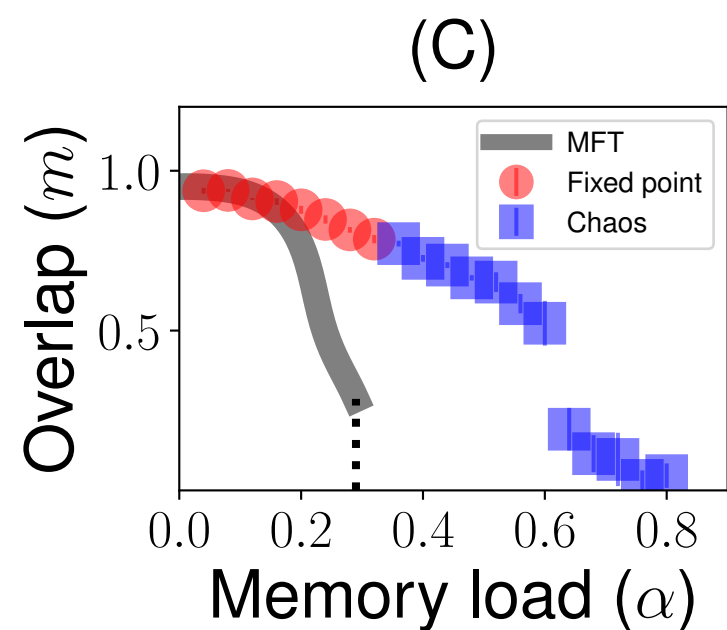 (C)
MFT
Fixed point
Chaos
Overlap (m)
1.0
0.5
0.0 0.2 0.4 0.6 0.8
Memory load (α)